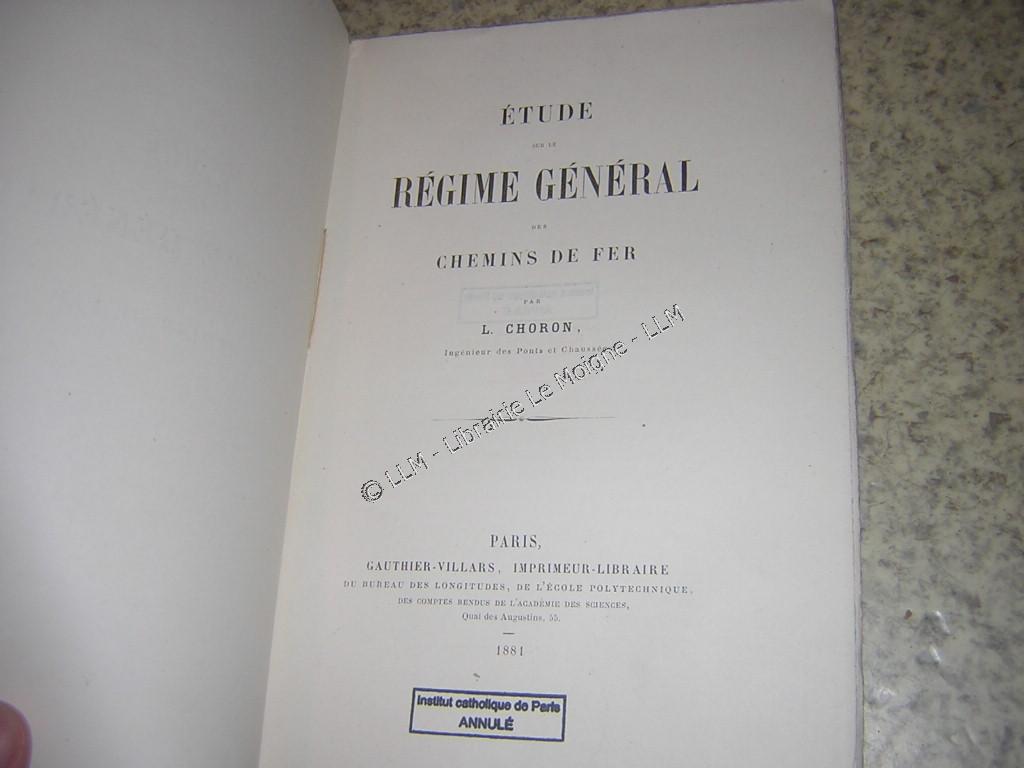 ÉTUDE
SUR LE
RÉGIME GÉNÉRAL
DES
CHEMINS DE FER
PAR
L. CHORON,
Ingénieur des Ponts et Chaussées
© LLM - Librairie Le Moigne - LLM
PARIS,
GAUTHIER-VILLARS, IMPRIMEUR-LIBRAIRE
DU BUREAU DES LONGITUDES, DE L'ÉCOLE POLYTECHNIQUE,
DES COMPTES RENDUS DE L'ACADÉMIE DES SCIENCES,
Quai des Augustins, 55.
1881
Institut catholique de Paris
ANNULÉ